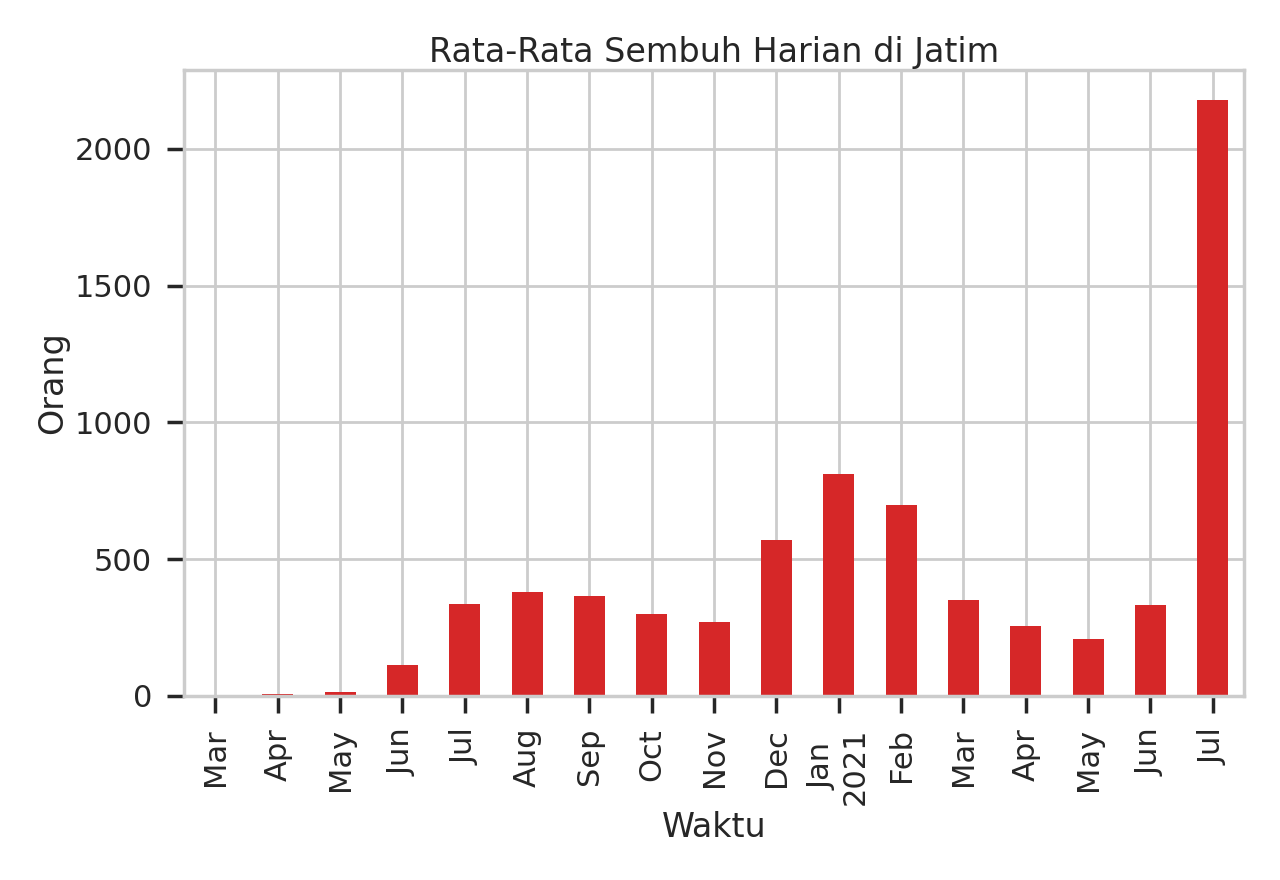 Rata-Rata Sembuh Harian di Jatim
2000
1500
1000
500
0
Orang
Mar
Apr
May
Jun
Jul
Aug
Sep
Oct
Nov
Dec
Jan
2021
Feb
Mar
Apr
May
Jun
Jul
Waktu